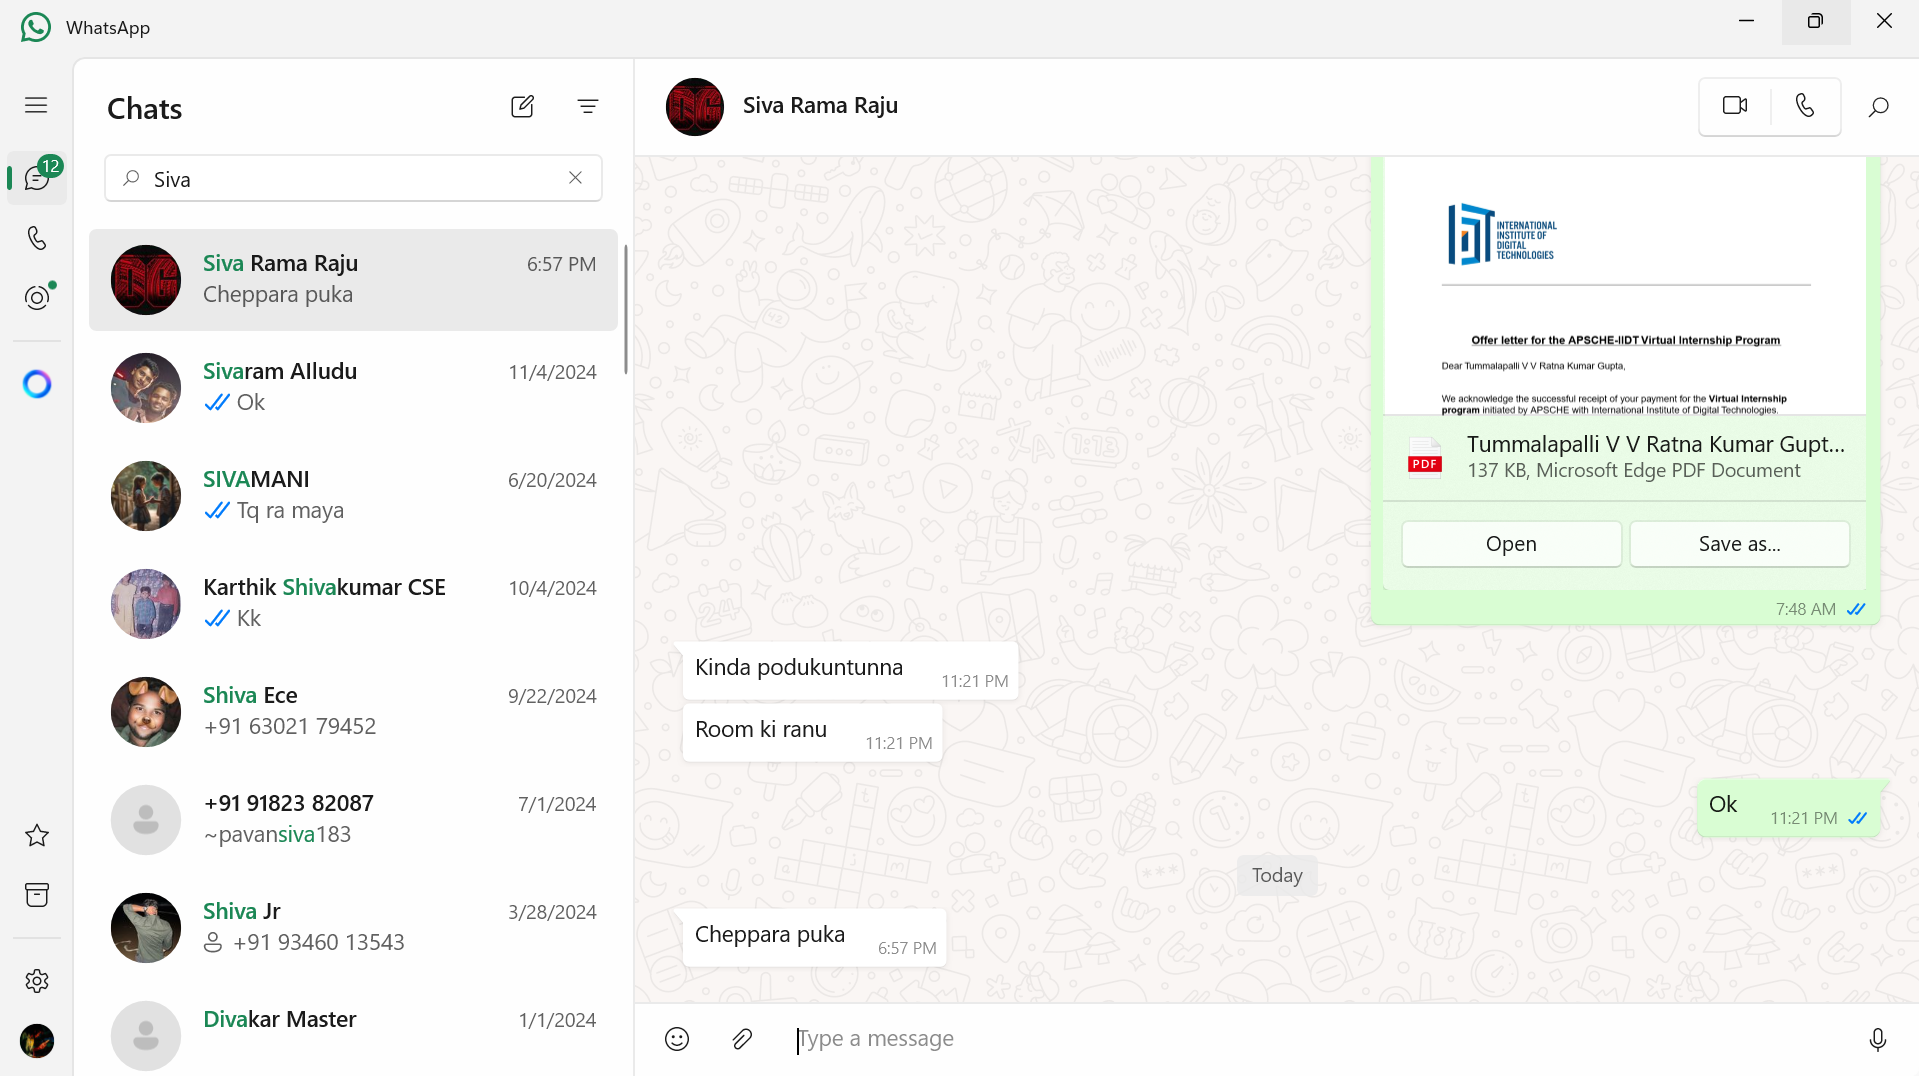 WhatsApp
12
Chats
Siva
Siva Rama Raju
6:57 PM
Cheppara puka
Sivaram Alludu
11/4/2024
Ok
SIVAMANI
6/20/2024
Tq ra maya
Karthik Shivakumar CSE
10/4/2024
Kk
Shiva Ece
9/22/2024
+91 63021 79452
+91 91823 82087
7/1/2024
~pavansiva183
Shiva Jr
3/28/2024
+91 93460 13543
Divakar Master
1/1/2024
Siva Rama Raju
INTERNATIONAL
INSTITUTE OF
DIGITAL
TECHNOLOGIES
Offer letter for the APSCHE-IIDT Virtual Internship Program
Dear Tummalapalli V V Ratna Kumar Gupta,
We acknowledge the successful receipt of your payment for the Virtual Internship
program initiated by APSCHE with International Institute of Digital Technologies.
PDF
Tummalapalli V V Ratna Kumar Gupt...
137 KB, Microsoft Edge PDF Document
Open
Save as...
7:48 AM
Kinda podukuntunna
11:21 PM
Room ki ranu
11:21 PM
Ok
11:21 PM
Today
Cheppara puka
6:57 PM
Type a message